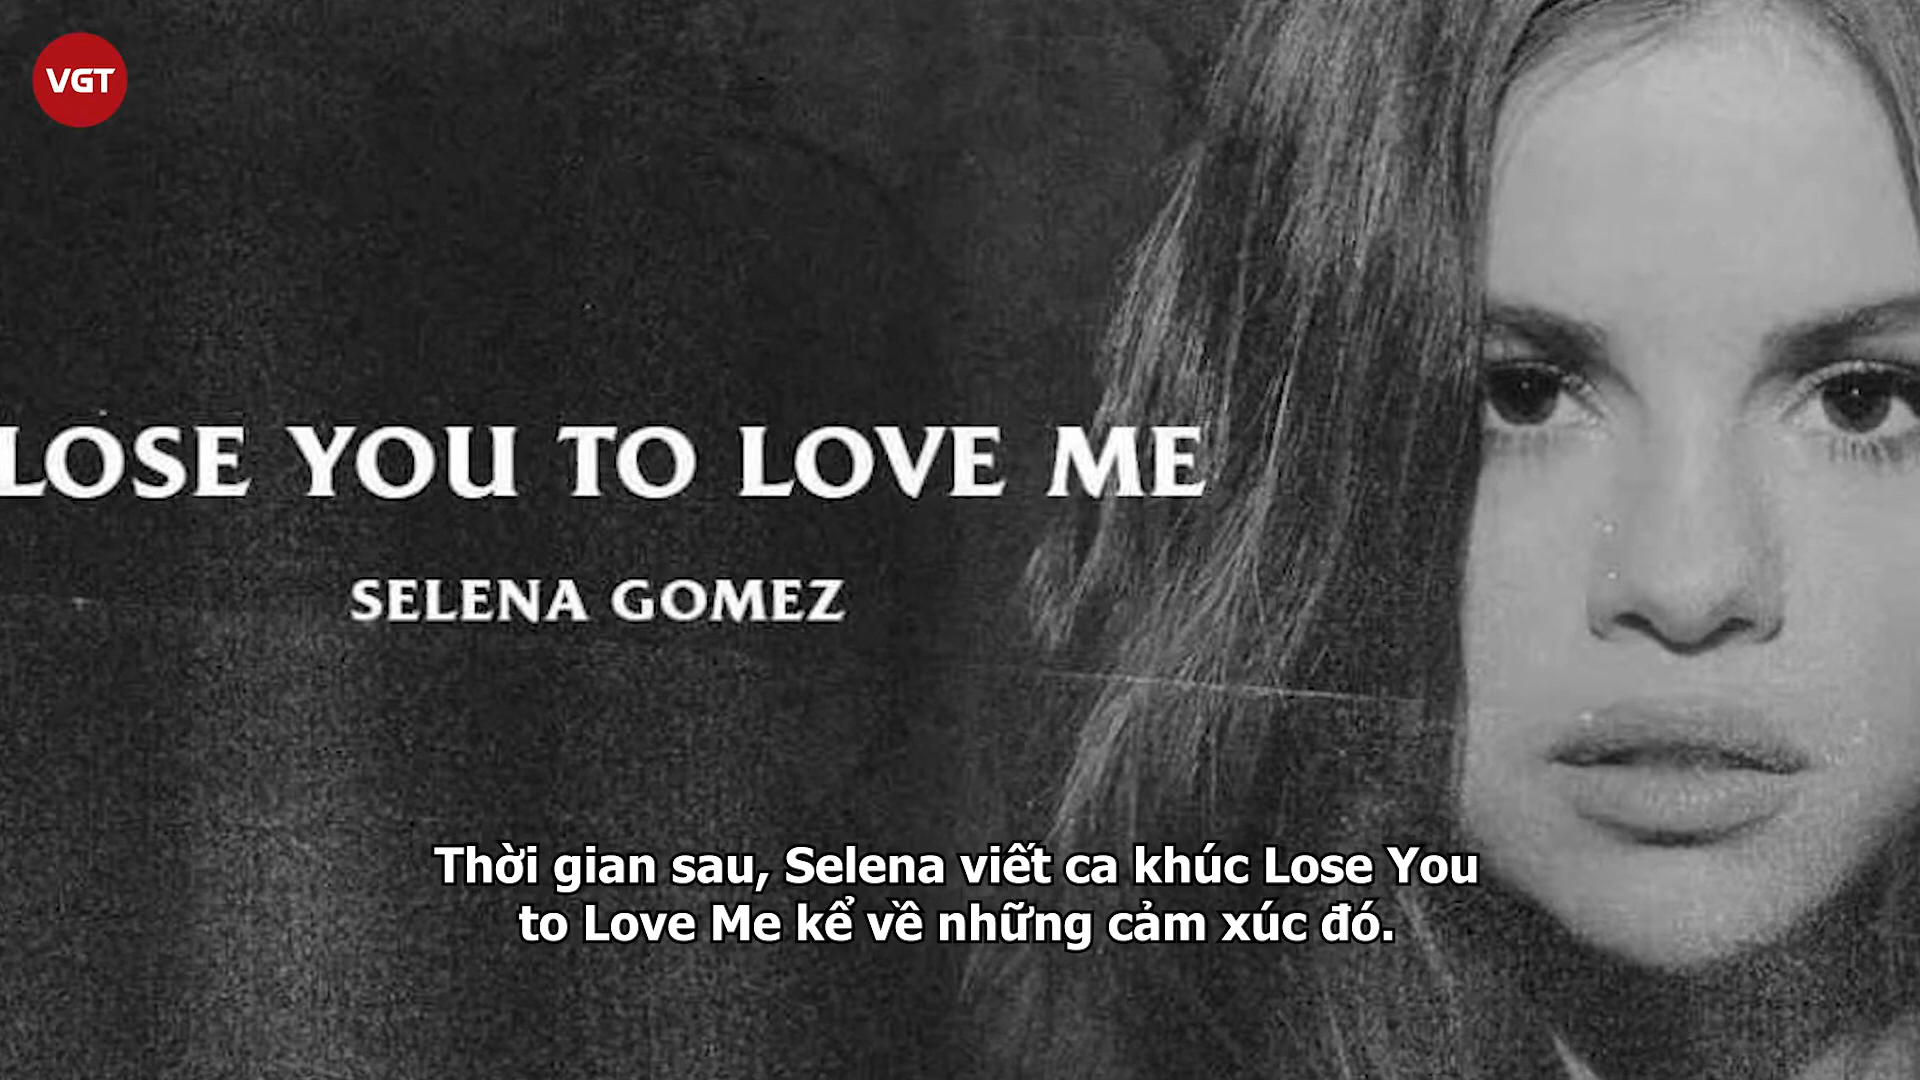 VGT
LOSE YOU TO LOVE ME
SELENA GOMEZ
Thời gian sau, Selena viết ca khúc Lose You
to Love Me kể về những cảm xúc đó.